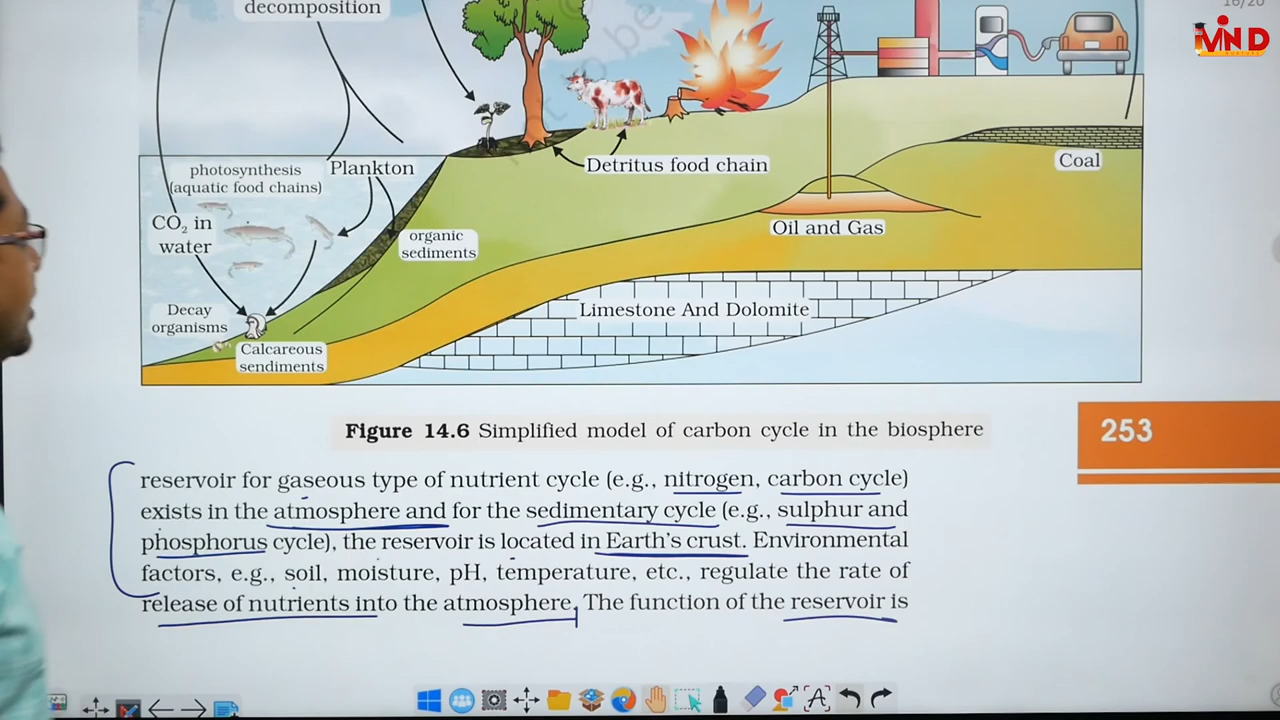 16/20
MIND
decomposition
Detritus food chain
Coal
photosynthesis
(aquatic food chains)
Plankton
CO₂ in
water
organic
sediments
Oil and Gas
Limestone And Dolomite
Decay
organisms
Calcareous
sendiments
Figure 14.6 Simplified model of carbon cycle in the biosphere
253
reservoir for gaseous type of nutrient cycle (e.g., nitrogen, carbon cycle)
exists in the atmosphere and for the sedimentary cycle (e.g., sulphur and
phosphorus cycle), the reservoir is located in Earth's crust. Environmental
factors, e.g., soil, moisture, pH, temperature, etc., regulate the rate of
release of nutrients into the atmosphere. The function of the reservoir is